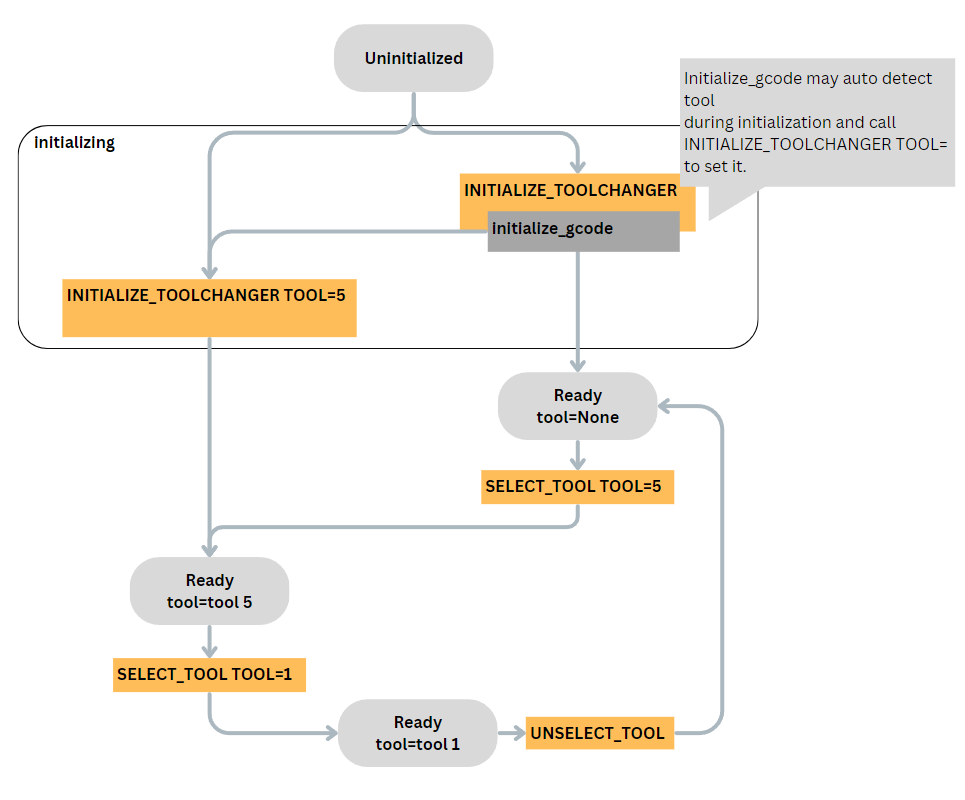 Uninitialized
Initialize_gcode may auto detect
tool
during initialization and call
INITIALIZE_TOOLCHANGER TOOL=
to set it.
initializing
INITIALIZE_TOOLCHANGER
initialize_gcode
INITIALIZE_TOOLCHANGER TOOL=5
Ready
tool=None
SELECT_TOOL TOOL=5
Ready
tool=tool 5
SELECT_TOOL TOOL=1
Ready
tool=tool 1
UNSELECT_TOOL